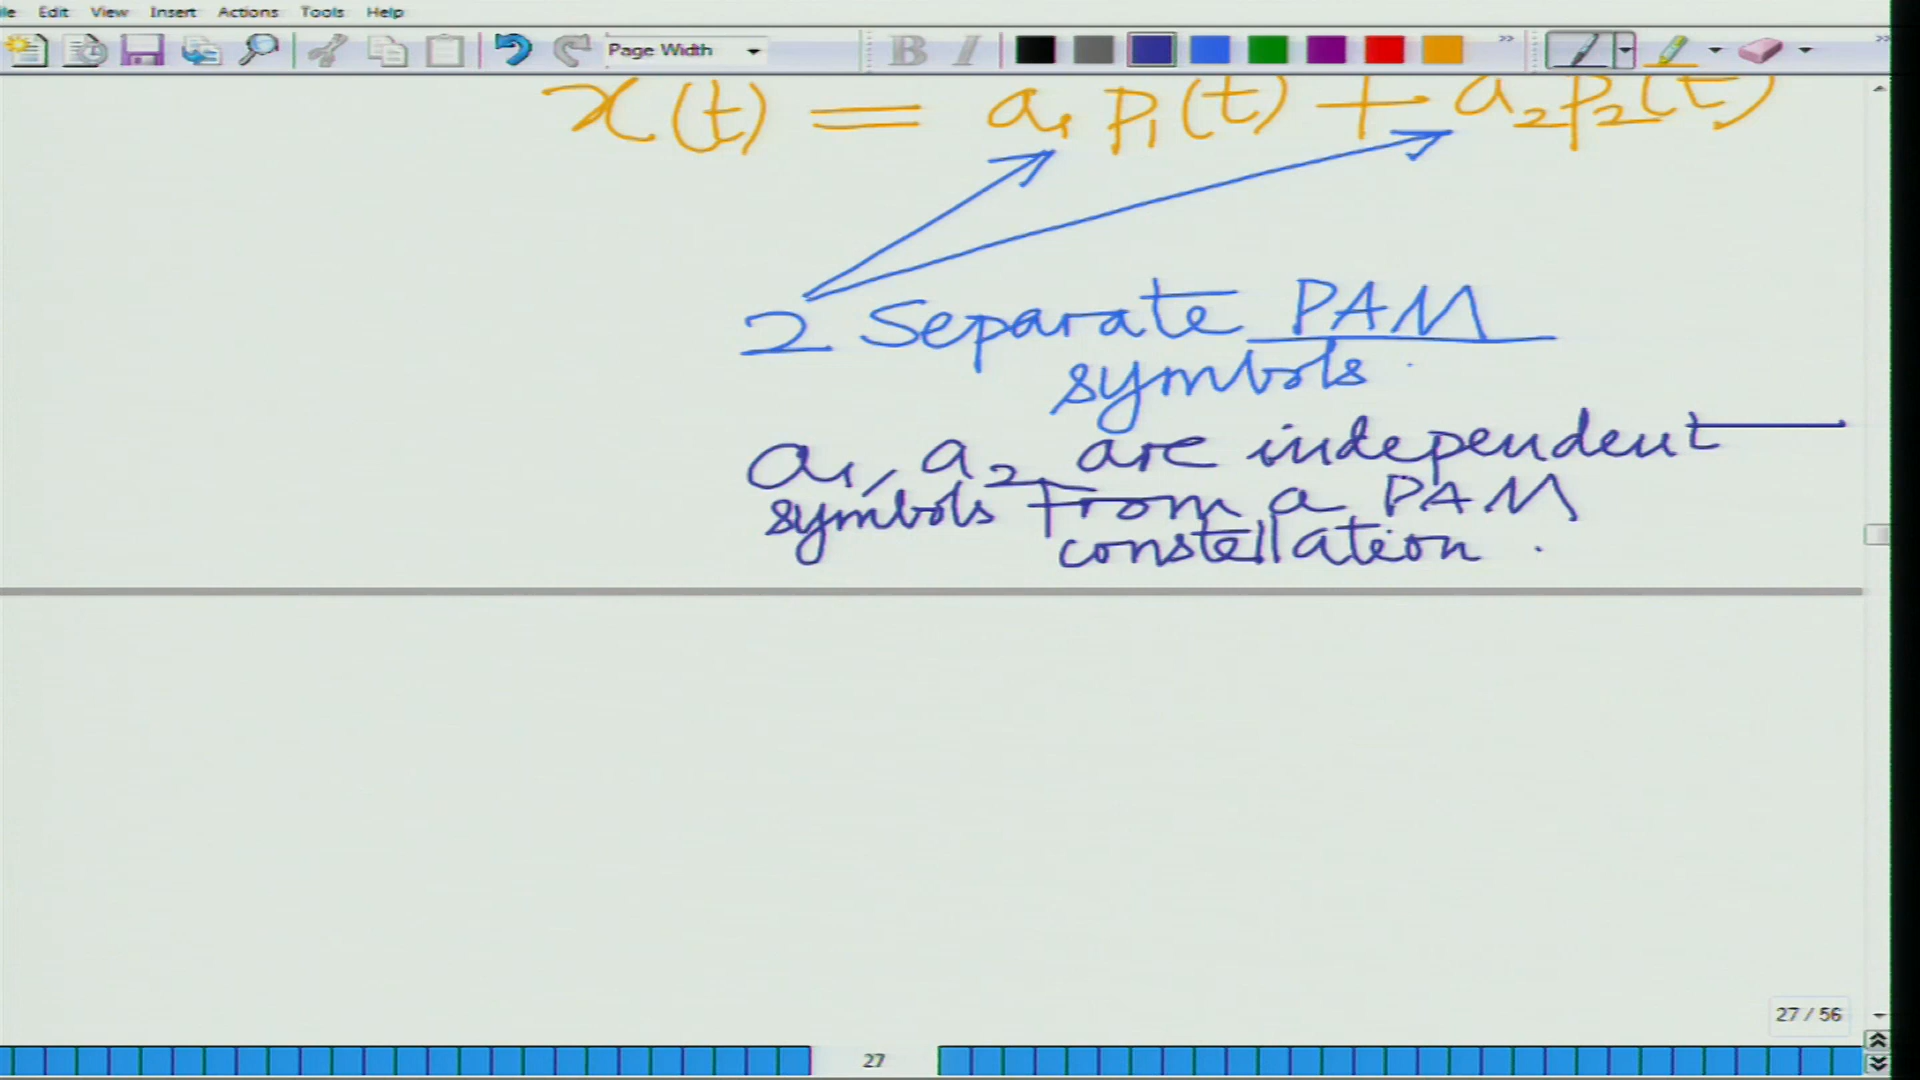 Edit View Insert Actions Tools Help
Page Width
B I
x(t) = a₁ p₁(t) + a₂ p₂(t)
2 Separate PAM
symbols.
a₁, a₂ are independent
symbols from a PAM
constellation.
27 / 56
27